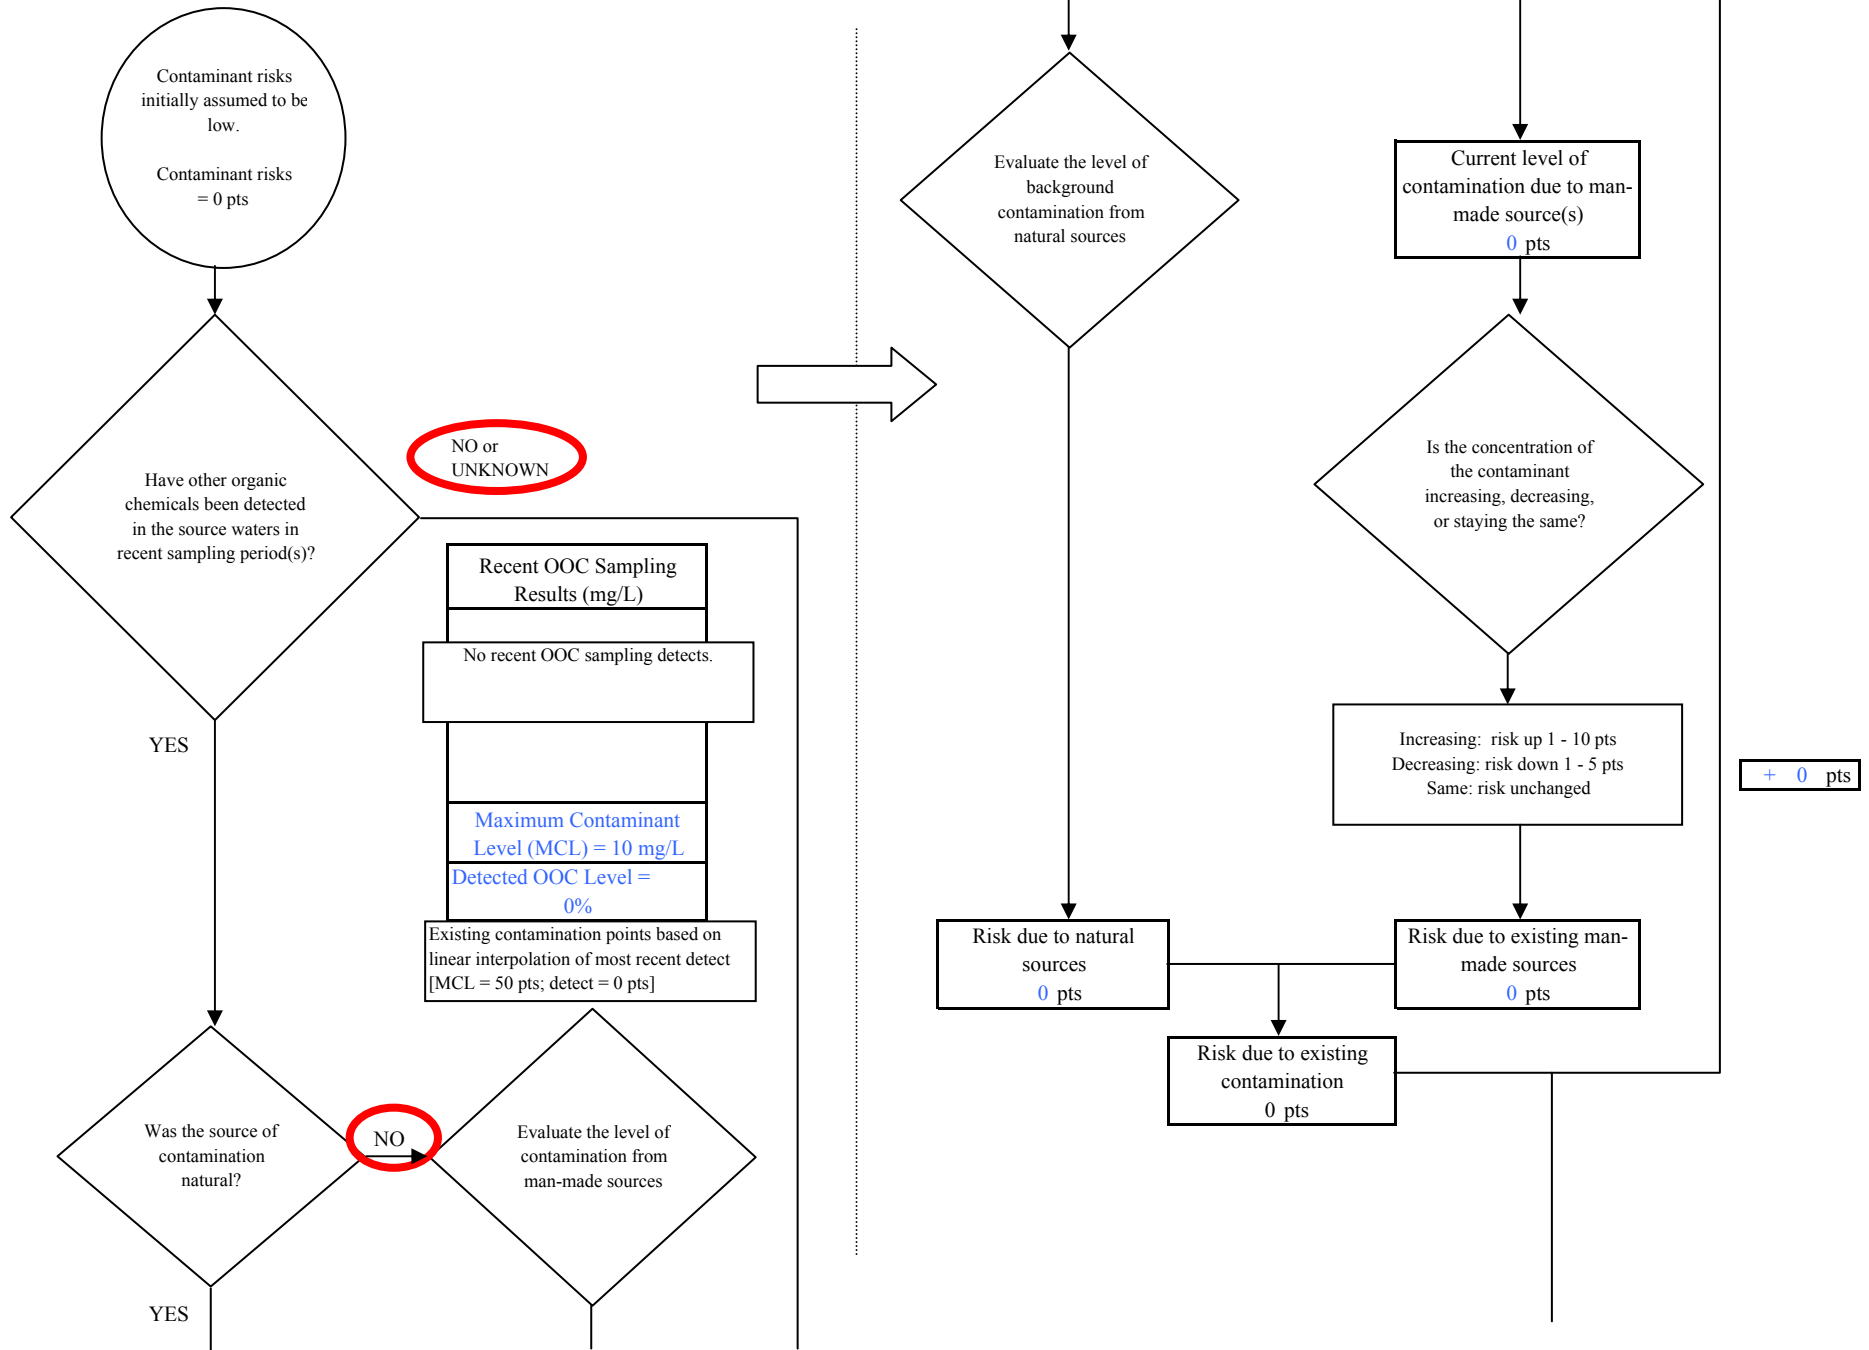 Contaminant risks
initially assumed to be
low.
Contaminant risks
= 0 pts
Have other organic
chemicals been detected
in the source waters in
recent sampling period(s)?
NO or
UNKNOWN
Recent OOC Sampling
Results (mg/L)
No recent OOC sampling detects.
YES
Maximum Contaminant
Level (MCL) = 10 mg/L
Detected OOC Level =
0%
Existing contamination points based on
linear interpolation of most recent detect
[MCL = 50 pts; detect = 0 pts]
Was the source of
contamination
natural?
NO
Evaluate the level of
contamination from
man-made sources
YES
Evaluate the level of
background
contamination from
natural sources
Current level of
contamination due to man-
made source(s)
0 pts
Is the concentration of
the contaminant
increasing, decreasing,
or staying the same?
Increasing: risk up 1 - 10 pts
Decreasing: risk down 1 - 5 pts
Same: risk unchanged
+ 0 pts
Risk due to natural
sources
0 pts
Risk due to existing man-
made sources
0 pts
Risk due to existing
contamination
0 pts